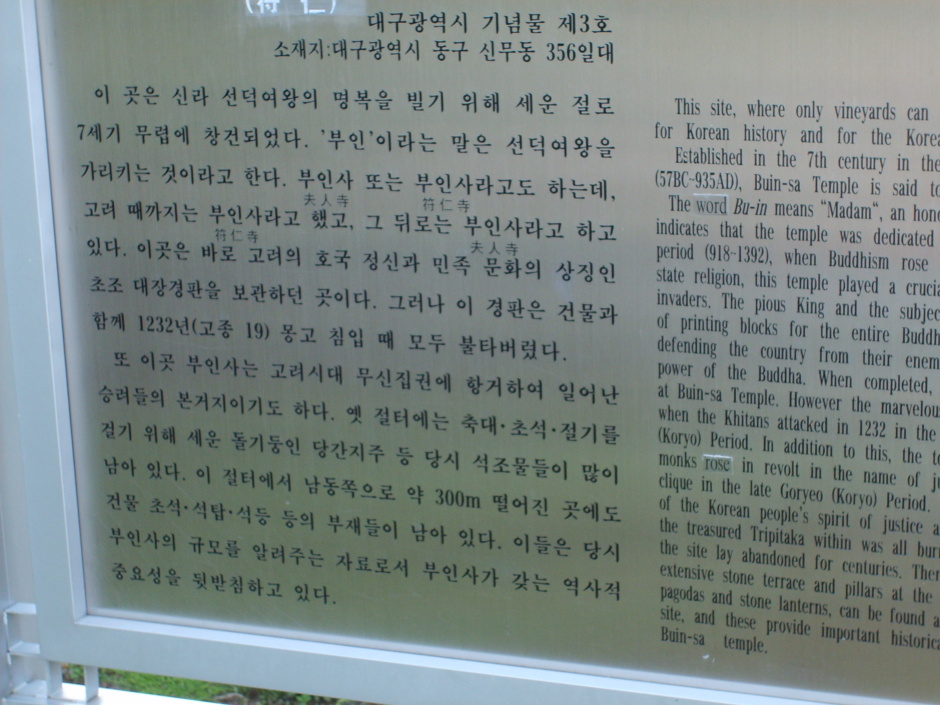 (符仁)
대구광역시 기념물 제3호
소재지:대구광역시 동구 신무동 356일대
이 곳은 신라 선덕여왕의 명복을 빌기 위해 세운 절로
7세기 무렵에 창건되었다. '부인'이라는 말은 선덕여왕을
가리키는 것이라고 한다. 부인사 또는 부인사라고도 하는데,
夫人寺 符仁寺
고려 때까지는 부인사라고 했고, 그 뒤로는 부인사라고 하고
符仁寺 夫人寺
있다. 이곳은 바로 고려의 호국 정신과 민족 문화의 상징인
초조 대장경판을 보관하던 곳이다. 그러나 이 경판은 건물과
함께 1232년(고종 19) 몽고 침입 때 모두 불타버렸다.
또 이곳 부인사는 고려시대 무신집권에 항거하여 일어난
승려들의 본거지이기도 하다. 옛 절터에는 축대·초석·절기를
걸기 위해 세운 돌기둥인 당간지주 등 당시 석조물들이 많이
남아 있다. 이 절터에서 남동쪽으로 약 300m 떨어진 곳에도
건물 초석·석탑·석등 등의 부재들이 남아 있다. 이들은 당시
부인사의 규모를 알려주는 자료로서 부인사가 갖는 역사적
중요성을 뒷받침하고 있다.
This site, where only vineyards can
for Korean history and for the Kore
Established in the 7th century in the
(57BC~935AD), Buin-sa Temple is said to
The word Bu-in means "Madam", an hono
indicates that the temple was dedicated
period (918~1392), when Buddhism rose
state religion, this temple played a crucia
invaders. The pious King and the subjec
of printing blocks for the entire Buddh
defending the country from their enem
power of the Buddha. When completed,
at Buin-sa Temple. However the marvelou
when the Khitans attacked in 1232 in the
(Koryo) Period. In addition to this, the te
monks rose in revolt in the name of ju
clique in the late Goryeo (Koryo) Period.
of the Korean people's spirit of justice a
the treasured Tripitaka within was all burn
the site lay abandoned for centuries. Ther
extensive stone terrace and pillars at the
pagodas and stone lanterns, can be found a
site, and these provide important historica
Buin-sa temple.